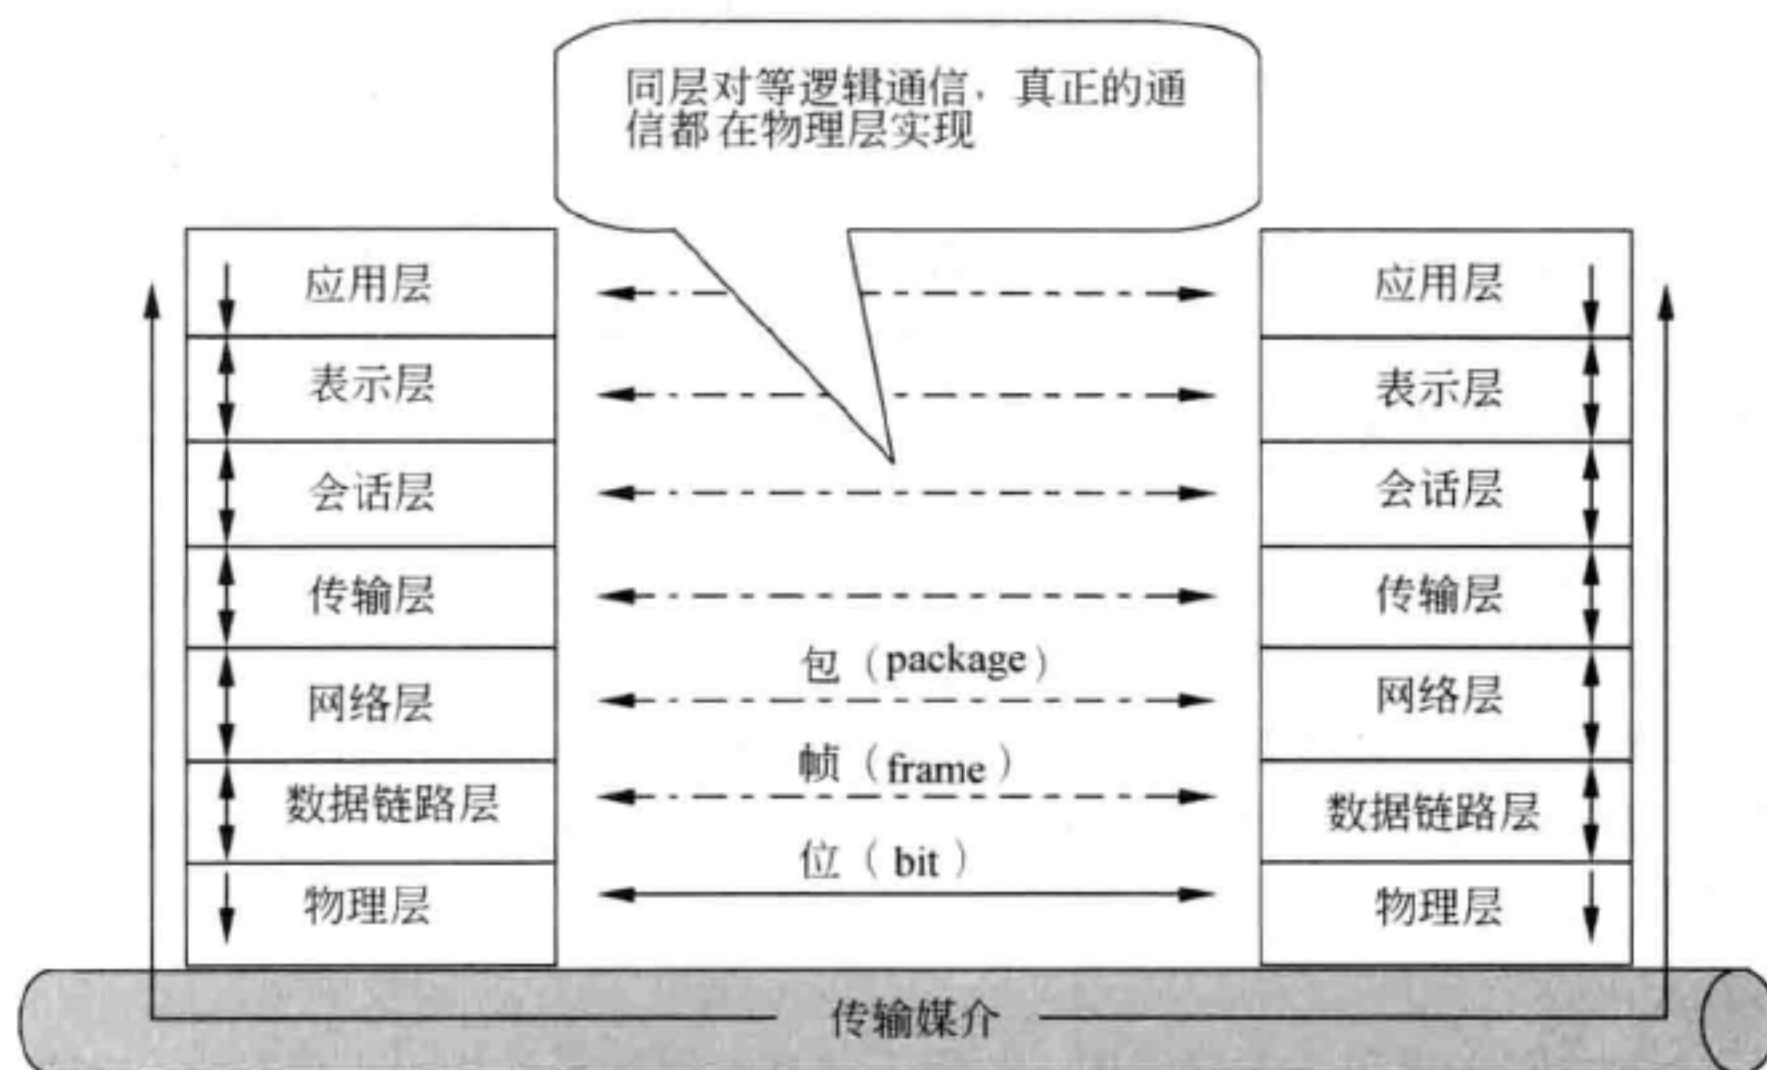 同层对等逻辑通信，真正的通
信都在物理层实现
应用层
应用层
表示层
表示层
会话层
会话层
传输层
传输层
包（package）
网络层
网络层
帧（frame）
数据链路层
数据链路层
位（bit）
物理层
物理层
传输媒介